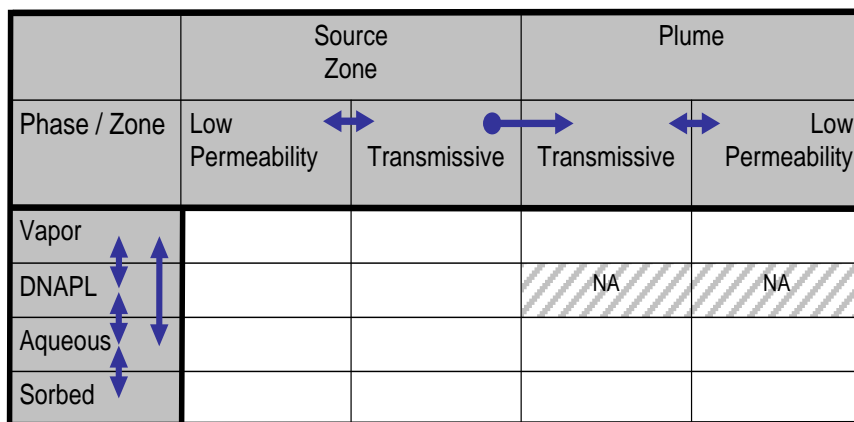 Source
Zone
Plume
Phase / Zone
Low
Permeability
Transmissive
Transmissive
Low
Permeability
Vapor
DNAPL
NA
NA
Aqueous
Sorbed